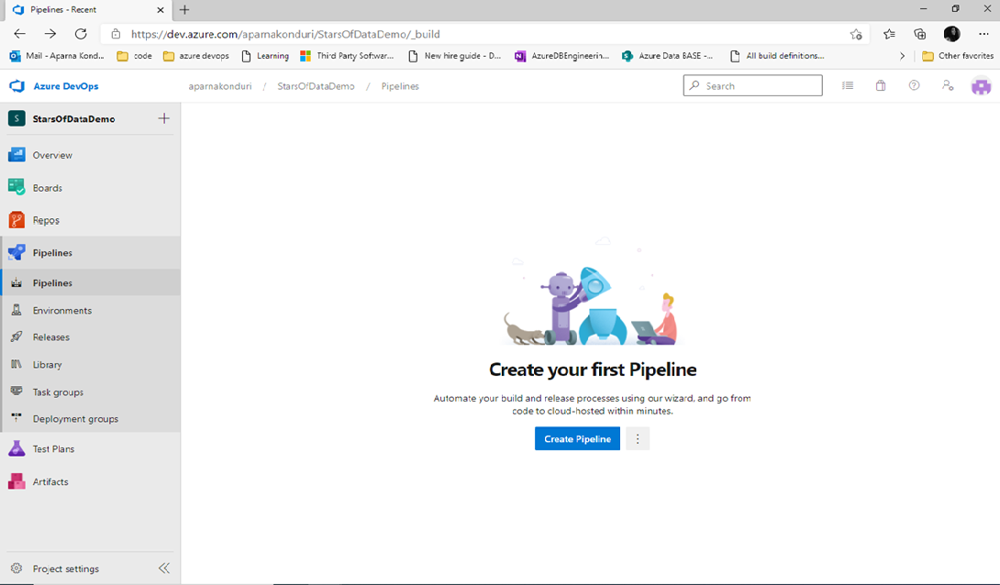 Pipelines - Recent
https://dev.azure.com/aparnakonduri/StarsOfDataDemo/_build
Mail - Aparna Kond... code azure devops Learning Third Party Softwar... New hire guide - D... AzureDBEngineerin... Azure Data BASE -... All build definitions... Other favorites
Azure DevOps aparnakonduri / StarsOfDataDemo / Pipelines Search
S StarsOfDataDemo
Overview
Boards
Repos
Pipelines
Pipelines
Environments
Releases
Library
Task groups
Deployment groups
Test Plans
Artifacts
Project settings
Create your first Pipeline
Automate your build and release processes using our wizard, and go from
code to cloud-hosted within minutes.
Create Pipeline